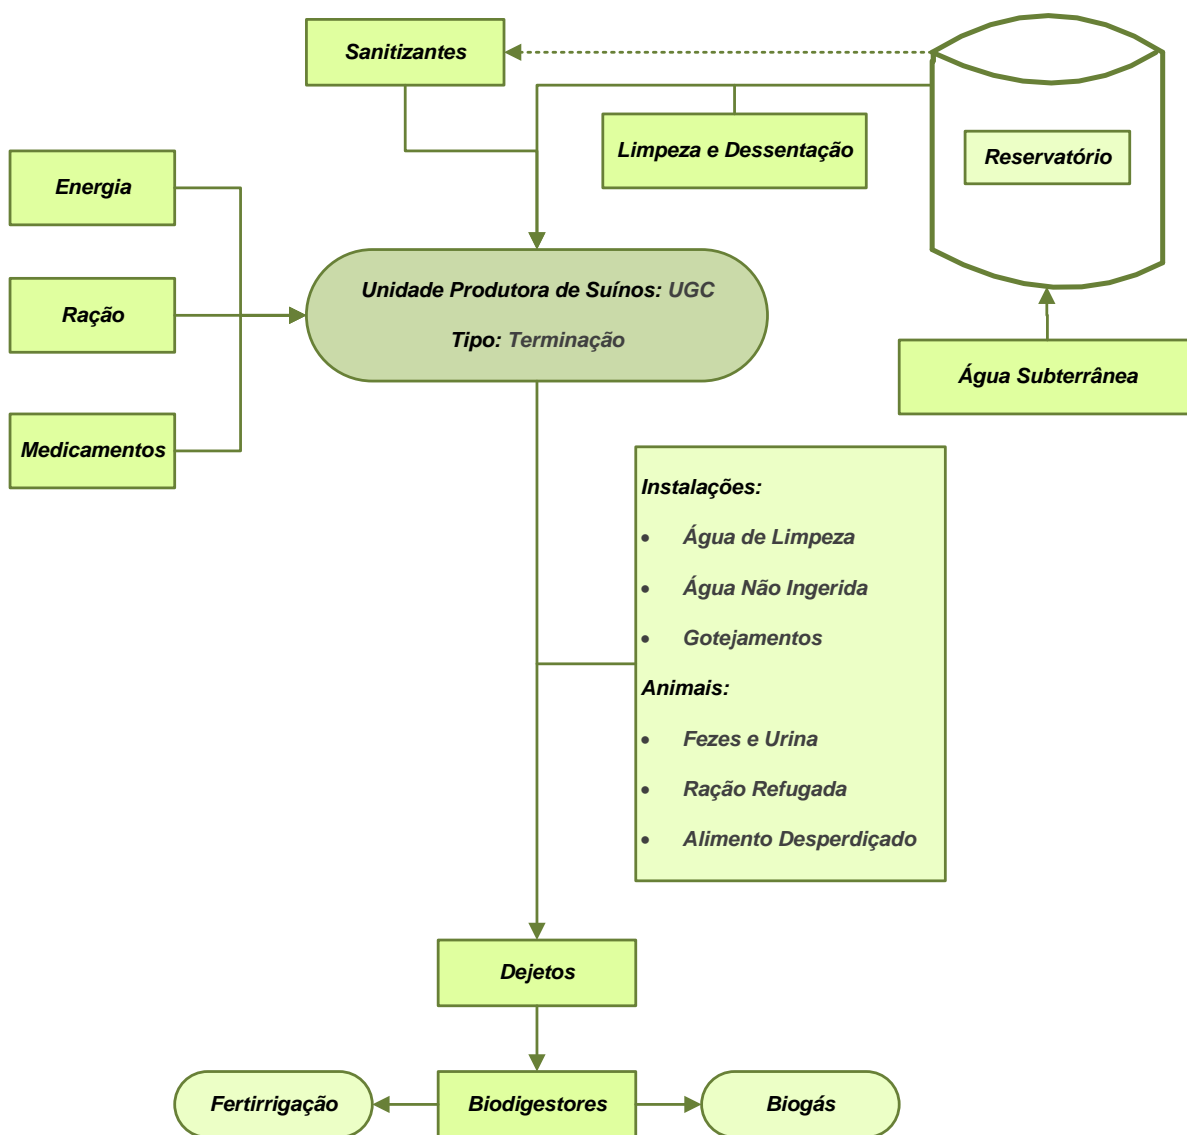 Sanitizantes
Limpeza e Dessentação
Reservatório
Energia
Ração
Medicamentos
Unidade Produtora de Suínos: UGC
Tipo: Terminação
Água Subterrânea
Instalações:
• Água de Limpeza
• Água Não Ingerida
• Gotejamentos
Animais:
• Fezes e Urina
• Ração Refugada
• Alimento Desperdiçado
Dejetos
Fertirrigação
Biodigestores
Biogás